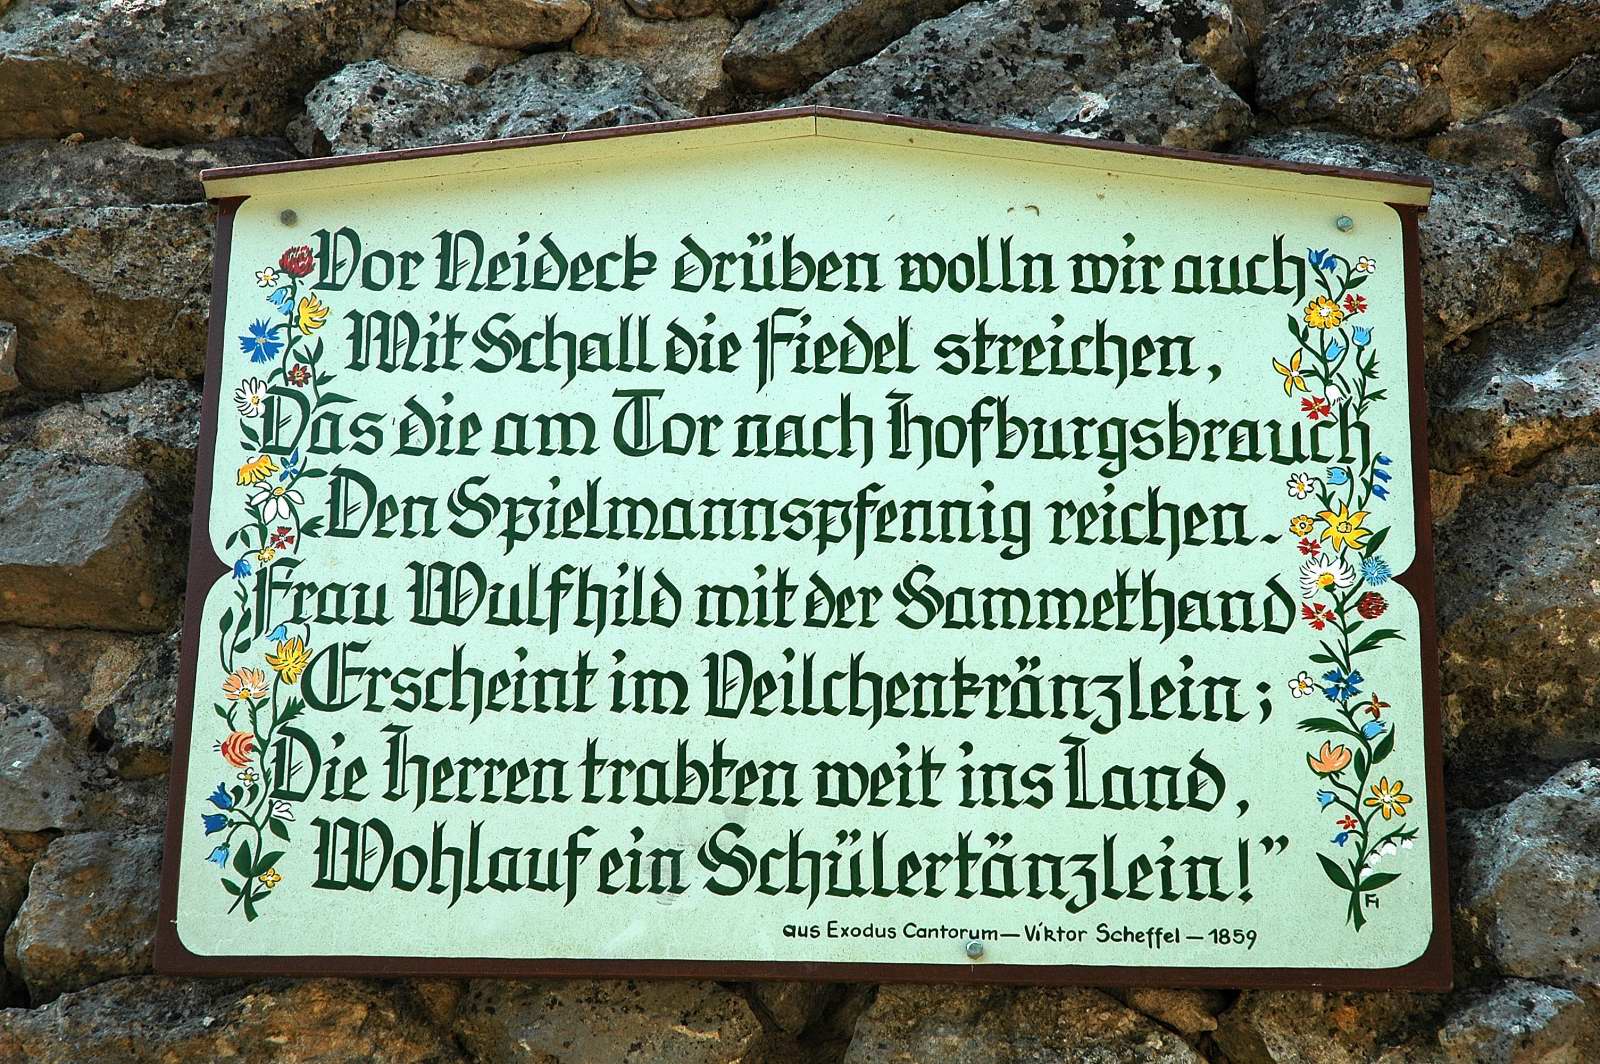 Vor Neideck drüben wolln wir auch
Mit Schall die Fiedel streichen,
Das die am Tor nach Hofburgsbrauch
Den Spielmannspfennig reichen.
Frau Wulfhild mit der Sammethand
Erscheint im Veilchenkränzlein;
Die Herren trabten weit ins Land,
Wohlauf ein Schülertänzlein!”
aus Exodus Cantorum — Viktor Scheffel — 1859
FH